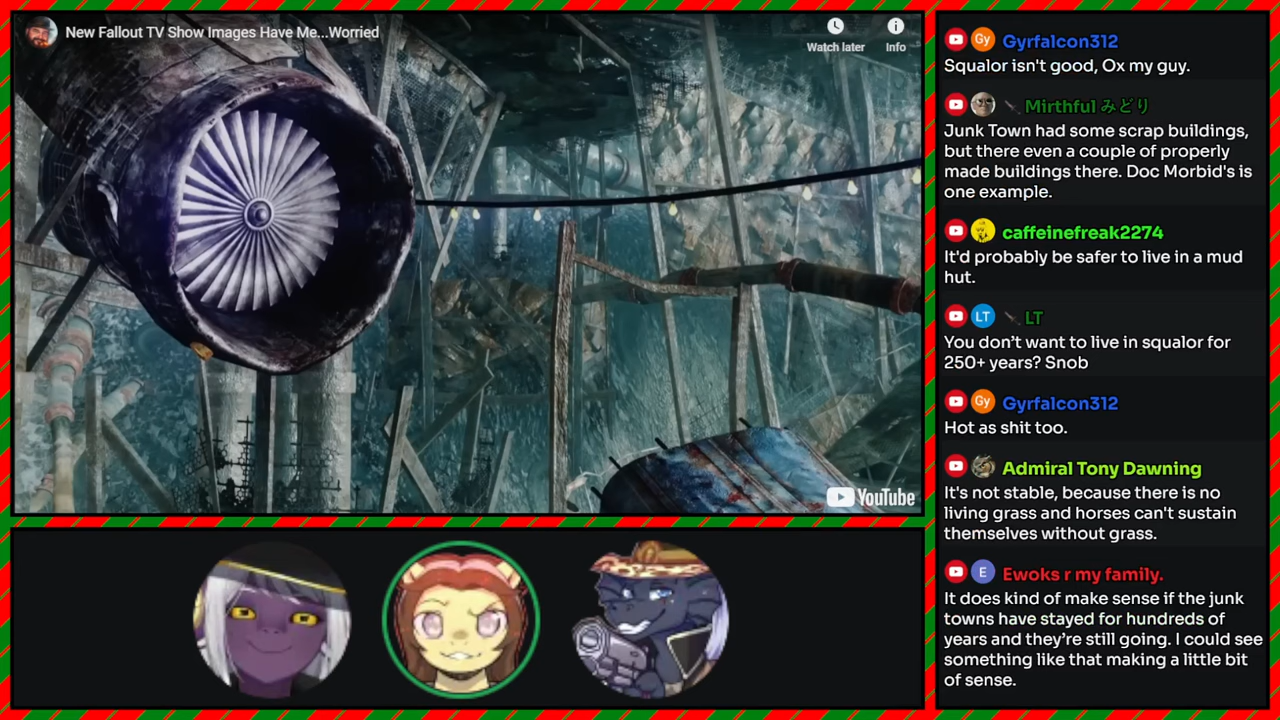 New Fallout TV Show Images Have Me...Worried
Watch later
Info
YouTube
Gy Gyrfalcon312
Squalor isn't good, Ox my guy.
Mirthful みどり
Junk Town had some scrap buildings,
but there even a couple of properly
made buildings there. Doc Morbid's is
one example.
caffeinefreak2274
It'd probably be safer to live in a mud
hut.
LT LT
You don't want to live in squalor for
250+ years? Snob
Gy Gyrfalcon312
Hot as shit too.
Admiral Tony Dawning
It's not stable, because there is no
living grass and horses can't sustain
themselves without grass.
E Ewoks r my family.
It does kind of make sense if the junk
towns have stayed for hundreds of
years and they're still going. I could see
something like that making a little bit
of sense.